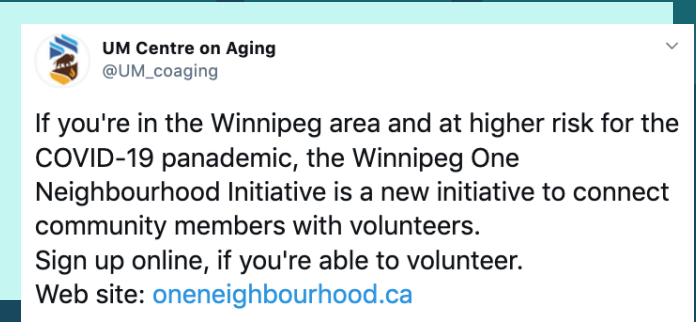 UM Centre on Aging
@UM_coaging
If you're in the Winnipeg area and at higher risk for the
COVID-19 panademic, the Winnipeg One
Neighbourhood Initiative is a new initiative to connect
community members with volunteers.
Sign up online, if you're able to volunteer.
Web site: oneneighbourhood.ca